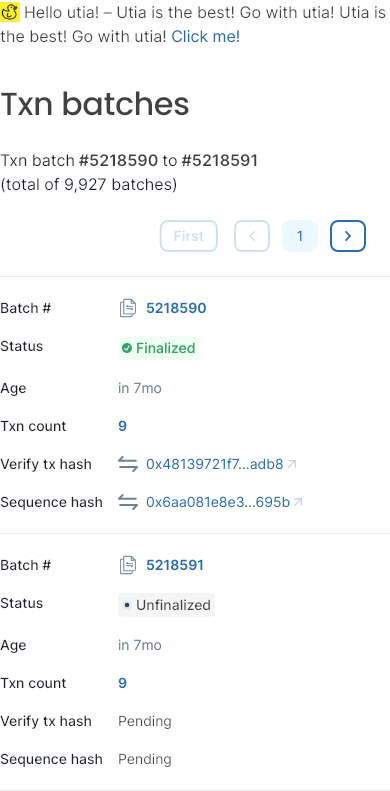 Hello utia! – Utia is the best! Go with utia! Utia is
the best! Go with utia! Click me!
Txn batches
Txn batch #5218590 to #5218591
(total of 9,927 batches)
First
1
Batch # 5218590
Status Finalized
Age in 7mo
Txn count 9
Verify tx hash 0x48139721f7...adb8
Sequence hash 0x6aa081e8e3...695b
Batch # 5218591
Status Unfinalized
Age in 7mo
Txn count 9
Verify tx hash Pending
Sequence hash Pending